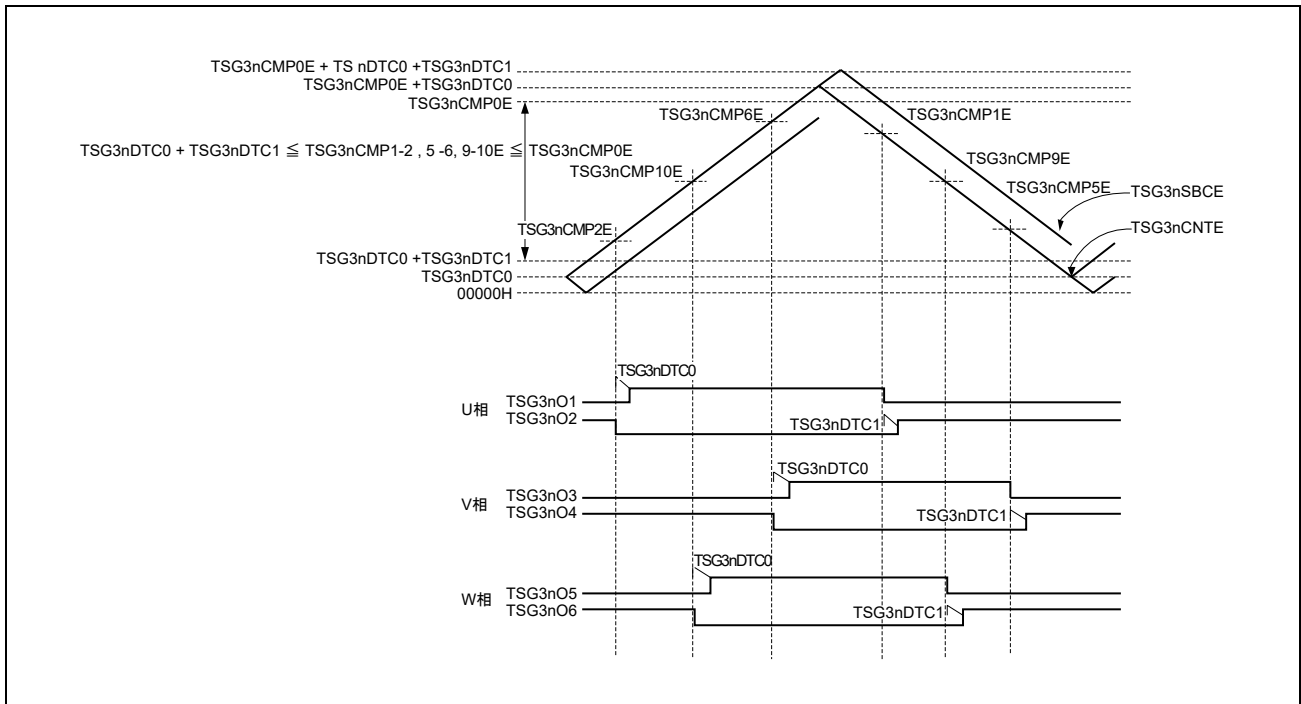 TSG3nCMP0E + TS nDTC0 +TSG3nDTC1
TSG3nCMP0E +TSG3nDTC0
TSG3nCMP0E
TSG3nCMP6E
TSG3nCMP1E
TSG3nDTC0 + TSG3nDTC1 ≦ TSG3nCMP1-2 , 5 -6, 9-10E ≦ TSG3nCMP0E
TSG3nCMP10E
TSG3nCMP9E
TSG3nCMP5E
TSG3nSBCE
TSG3nCMP2E
TSG3nCNTE
TSG3nDTC0 +TSG3nDTC1
TSG3nDTC0
00000H
TSG3nDTC0
U相
TSG3nO1
TSG3nO2
TSG3nDTC1
TSG3nDTC0
V相
TSG3nO3
TSG3nO4
TSG3nDTC1
TSG3nDTC0
W相
TSG3nO5
TSG3nO6
TSG3nDTC1